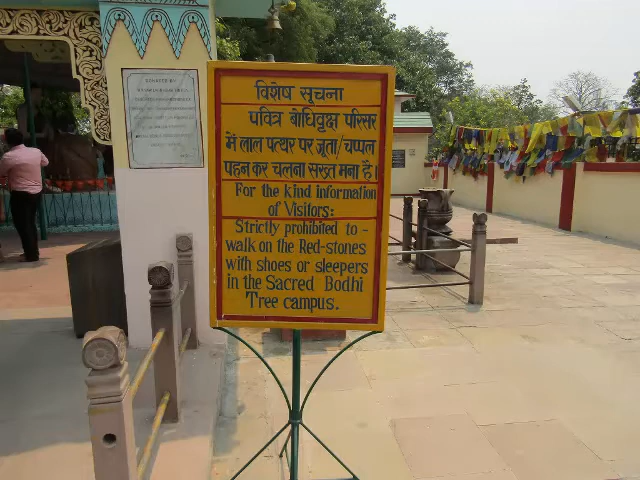 विशेष सूचना
पवित्र बोधिवृक्ष परिसर
में लाल पत्थर पर जूता/चप्पल
पहन कर चलना सख्त मना है।
For the kind information
of Visitors:
Strictly prohibited to -
walk on the Red-stones
with shoes or sleepers
in the Sacred Bodhi
Tree campus.
DONATED BY